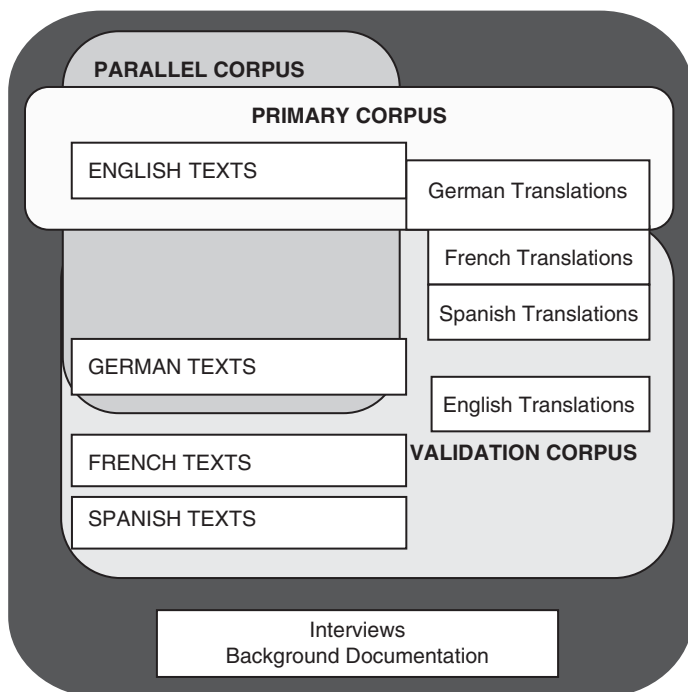 PARALLEL CORPUS
PRIMARY CORPUS
ENGLISH TEXTS
German Translations
French Translations
Spanish Translations
GERMAN TEXTS
English Translations
FRENCH TEXTS
VALIDATION CORPUS
SPANISH TEXTS
Interviews
Background Documentation